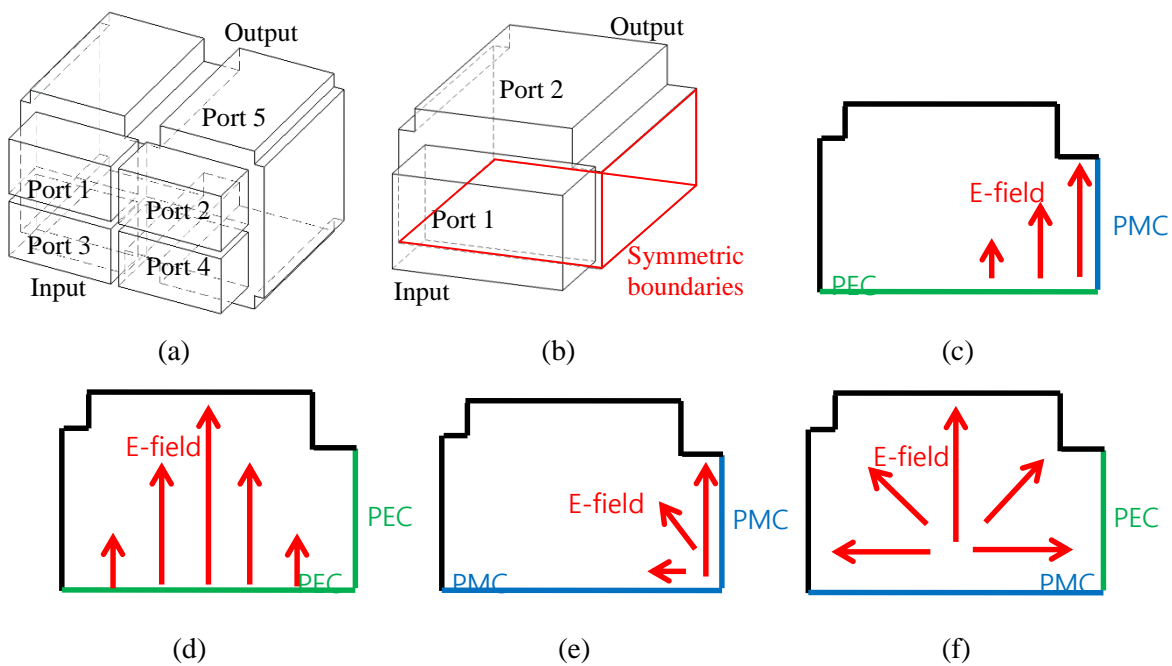 Output
Port 5
Port 1
Port 2
Port 3
Port 4
Input
(a)
Output
Port 2
Port 1
Input
Symmetric
boundaries
(b)
E-field
PMC
PEC
(c)
E-field
PEC
PEC
(d)
E-field
PMC
PMC
(e)
E-field
PEC
PMC
(f)